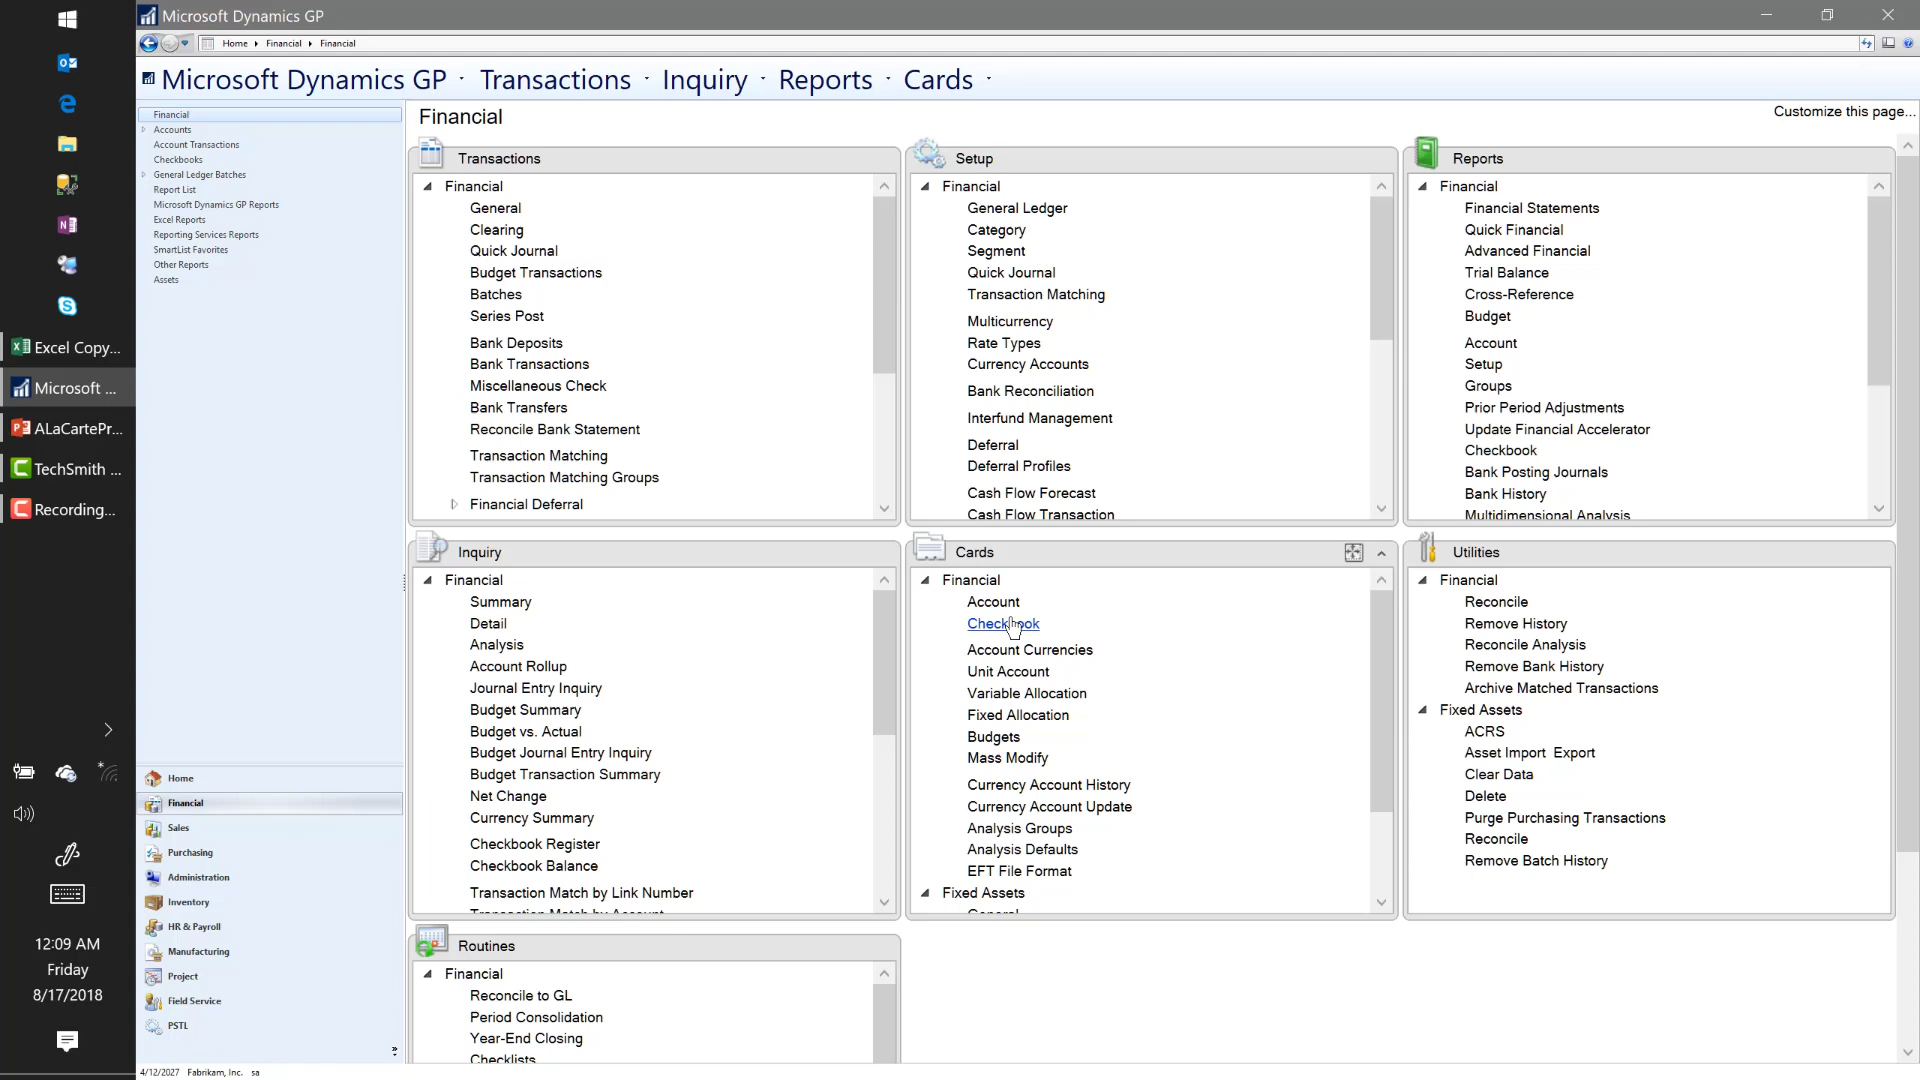 Microsoft Dynamics GP
Home
Financial
Financial
Microsoft Dynamics GP
Transactions
Inquiry
Reports
Cards
Excel Copy...
Microsoft ...
ALaCartePr...
TechSmith ...
Recording...
12:09 AM
Friday
8/17/2018
Financial
Accounts
Account Transactions
Checkbooks
General Ledger Batches
Report List
Microsoft Dynamics GP Reports
Excel Reports
Reporting Services Reports
SmartList Favorites
Other Reports
Assets
Home
Financial
Sales
Purchasing
Administration
Inventory
HR & Payroll
Manufacturing
Project
Field Service
PSTL
Financial
Customize this page...
Transactions
Financial
General
Clearing
Quick Journal
Budget Transactions
Batches
Series Post
Bank Deposits
Bank Transactions
Miscellaneous Check
Bank Transfers
Reconcile Bank Statement
Transaction Matching
Transaction Matching Groups
Financial Deferral
Setup
Financial
General Ledger
Category
Segment
Quick Journal
Transaction Matching
Multicurrency
Rate Types
Currency Accounts
Bank Reconciliation
Interfund Management
Deferral
Deferral Profiles
Cash Flow Forecast
Cash Flow Transaction
Reports
Financial
Financial Statements
Quick Financial
Advanced Financial
Trial Balance
Cross-Reference
Budget
Account
Setup
Groups
Prior Period Adjustments
Update Financial Accelerator
Checkbook
Bank Posting Journals
Bank History
Multidimensional Analysis
Inquiry
Financial
Summary
Detail
Analysis
Account Rollup
Journal Entry Inquiry
Budget Summary
Budget vs. Actual
Budget Journal Entry Inquiry
Budget Transaction Summary
Net Change
Currency Summary
Checkbook Register
Checkbook Balance
Transaction Match by Link Number
Transaction Match by Account
Cards
Financial
Account
Checkbook
Account Currencies
Unit Account
Variable Allocation
Fixed Allocation
Budgets
Mass Modify
Currency Account History
Currency Account Update
Analysis Groups
Analysis Defaults
EFT File Format
Fixed Assets
General
Utilities
Financial
Reconcile
Remove History
Reconcile Analysis
Remove Bank History
Archive Matched Transactions
Fixed Assets
ACRS
Asset Import Export
Clear Data
Delete
Purge Purchasing Transactions
Reconcile
Remove Batch History
Routines
Financial
Reconcile to GL
Period Consolidation
Year-End Closing
Checklists
4/12/2027 Fabrikam, Inc. sa